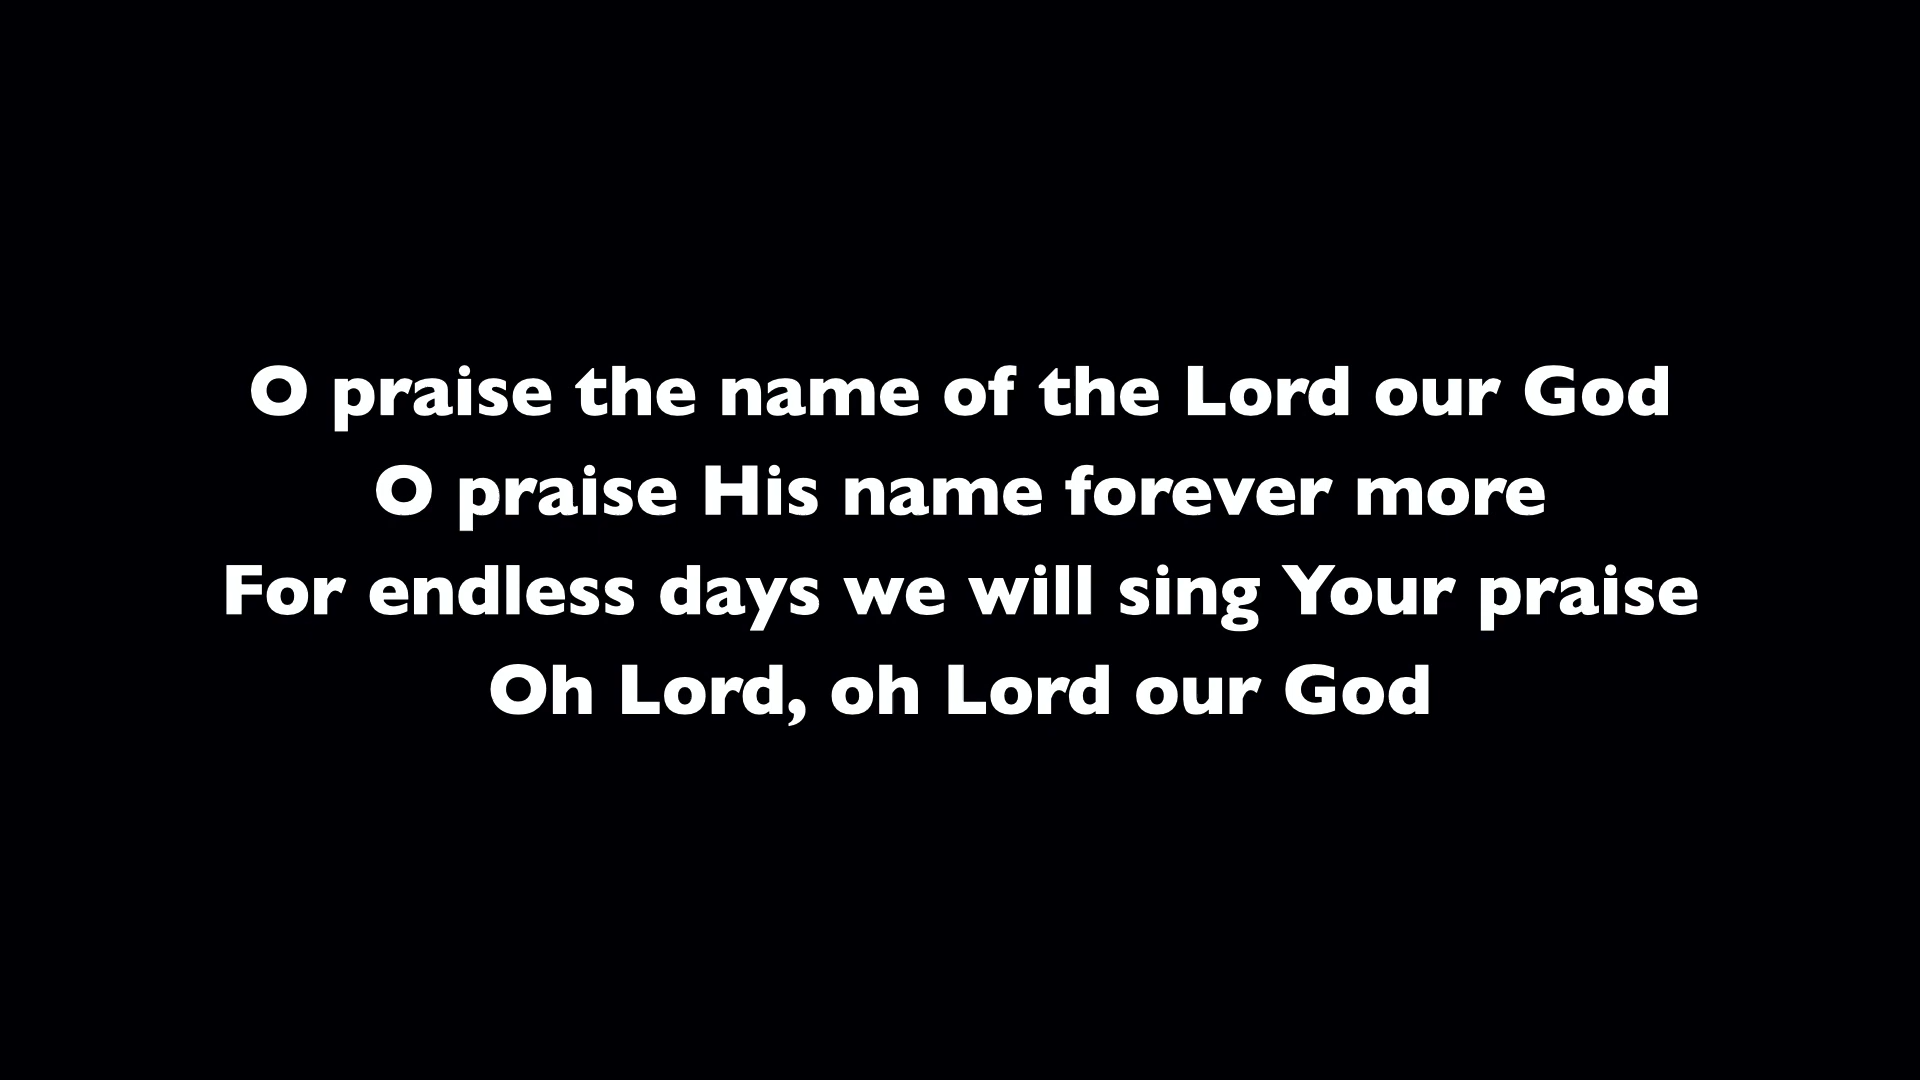 O praise the name of the Lord our God
O praise His name forever more
For endless days we will sing Your praise
Oh Lord, oh Lord our God